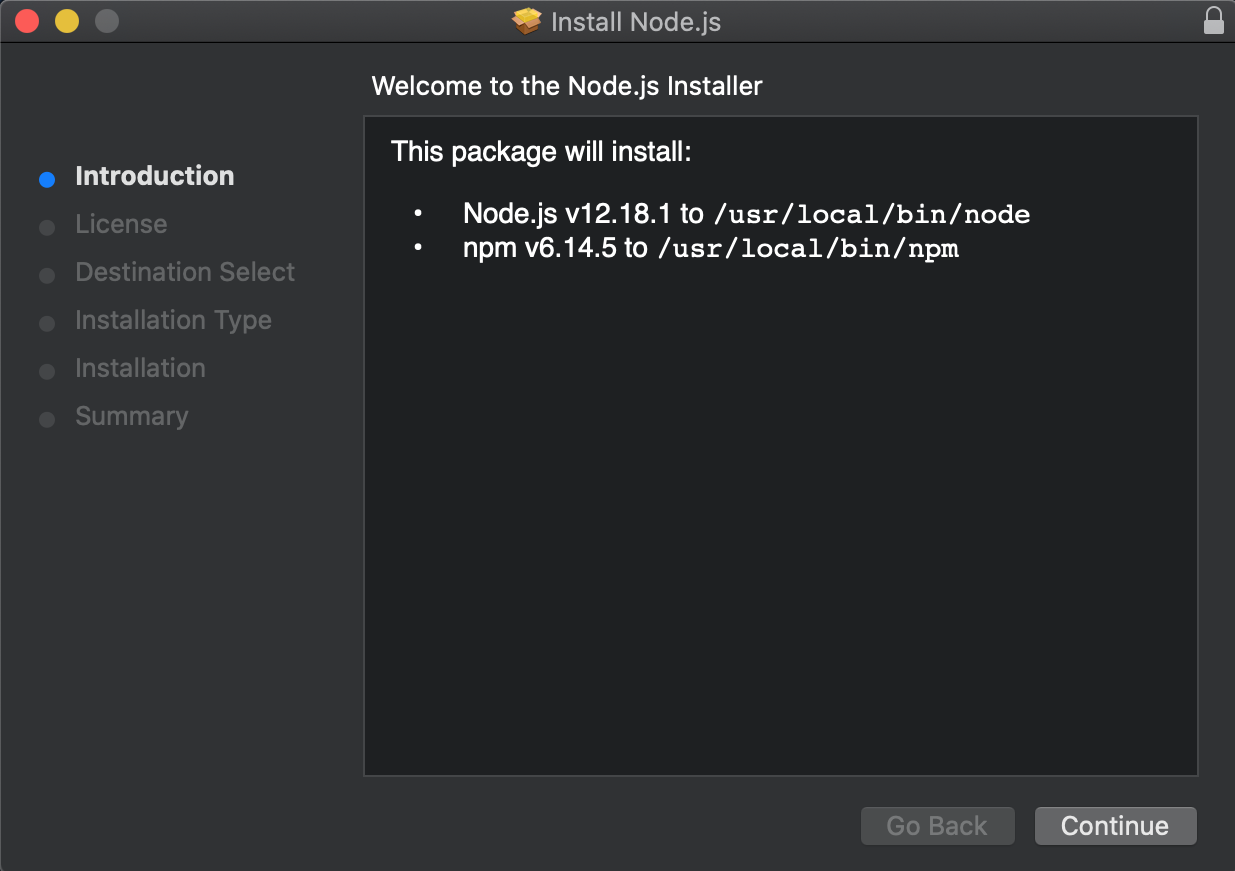 Install Node.js
Welcome to the Node.js Installer
Introduction
License
Destination Select
Installation Type
Installation
Summary
This package will install:
• Node.js v12.18.1 to /usr/local/bin/node
• npm v6.14.5 to /usr/local/bin/npm
Go Back
Continue